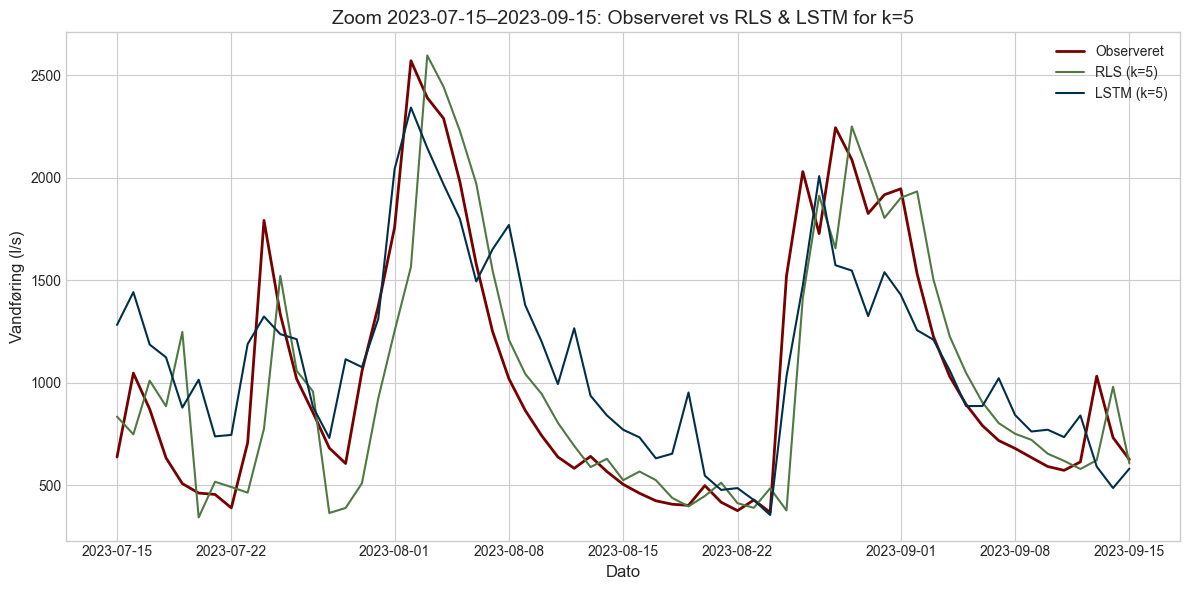 Zoom 2023-07-15–2023-09-15: Observeret vs RLS & LSTM for k=5
Observeret
RLS (k=5)
LSTM (k=5)
Vandføring (l/s)
2500
2000
1500
1000
500
2023-07-15
2023-07-22
2023-08-01
2023-08-08
2023-08-15
2023-08-22
2023-09-01
2023-09-08
2023-09-15
Dato